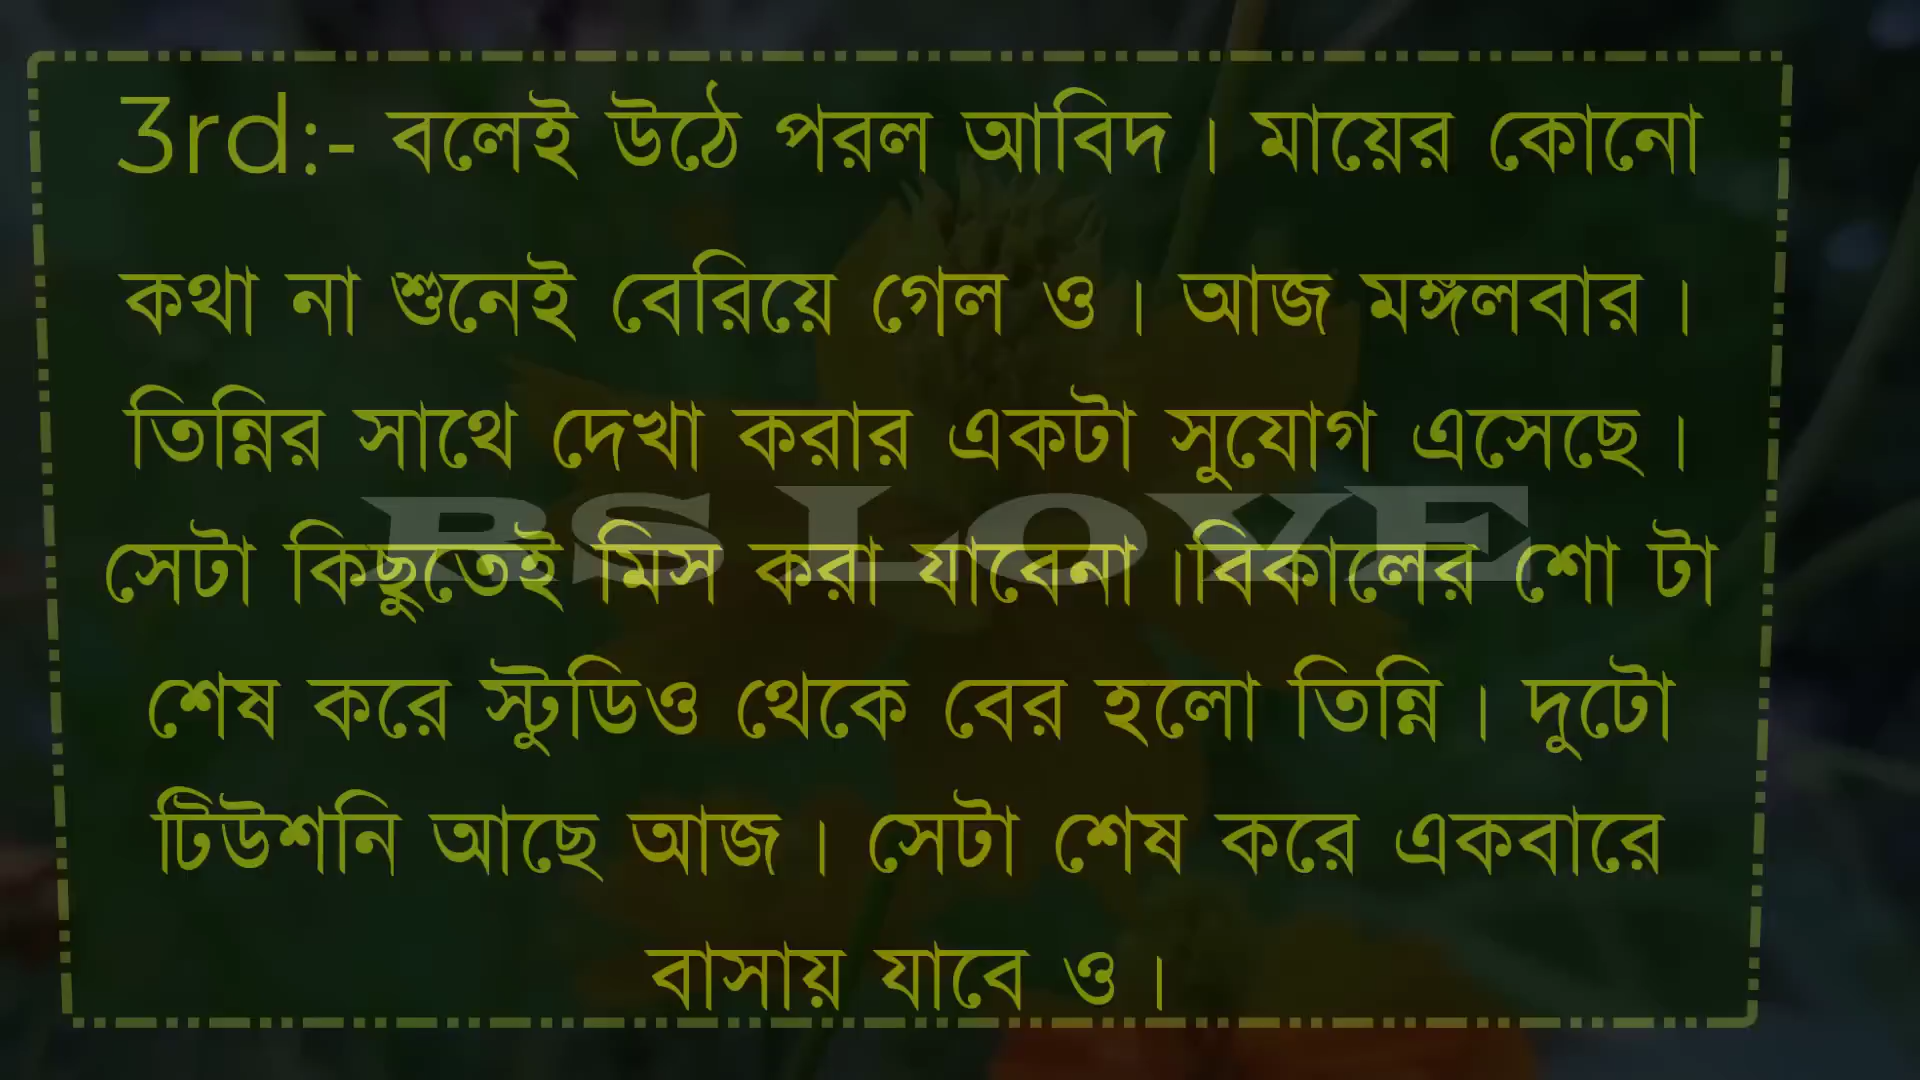 3rd:- বলেই উঠে পরল আবিদ । মায়ের কোনো
কথা না শুনেই বেরিয়ে গেল ও । আজ মঙ্গলবার ।
তিন্নির সাথে দেখা করার একটা সুযোগ এসেছে ।
BS LOVE
সেটা কিছুতেই মিস করা যাবেনা ।বিকালের শো টা
শেষ করে স্টুডিও থেকে বের হলো তিন্নি । দুটো
টিউশনি আছে আজ । সেটা শেষ করে একবারে
বাসায় যাবে ও ।